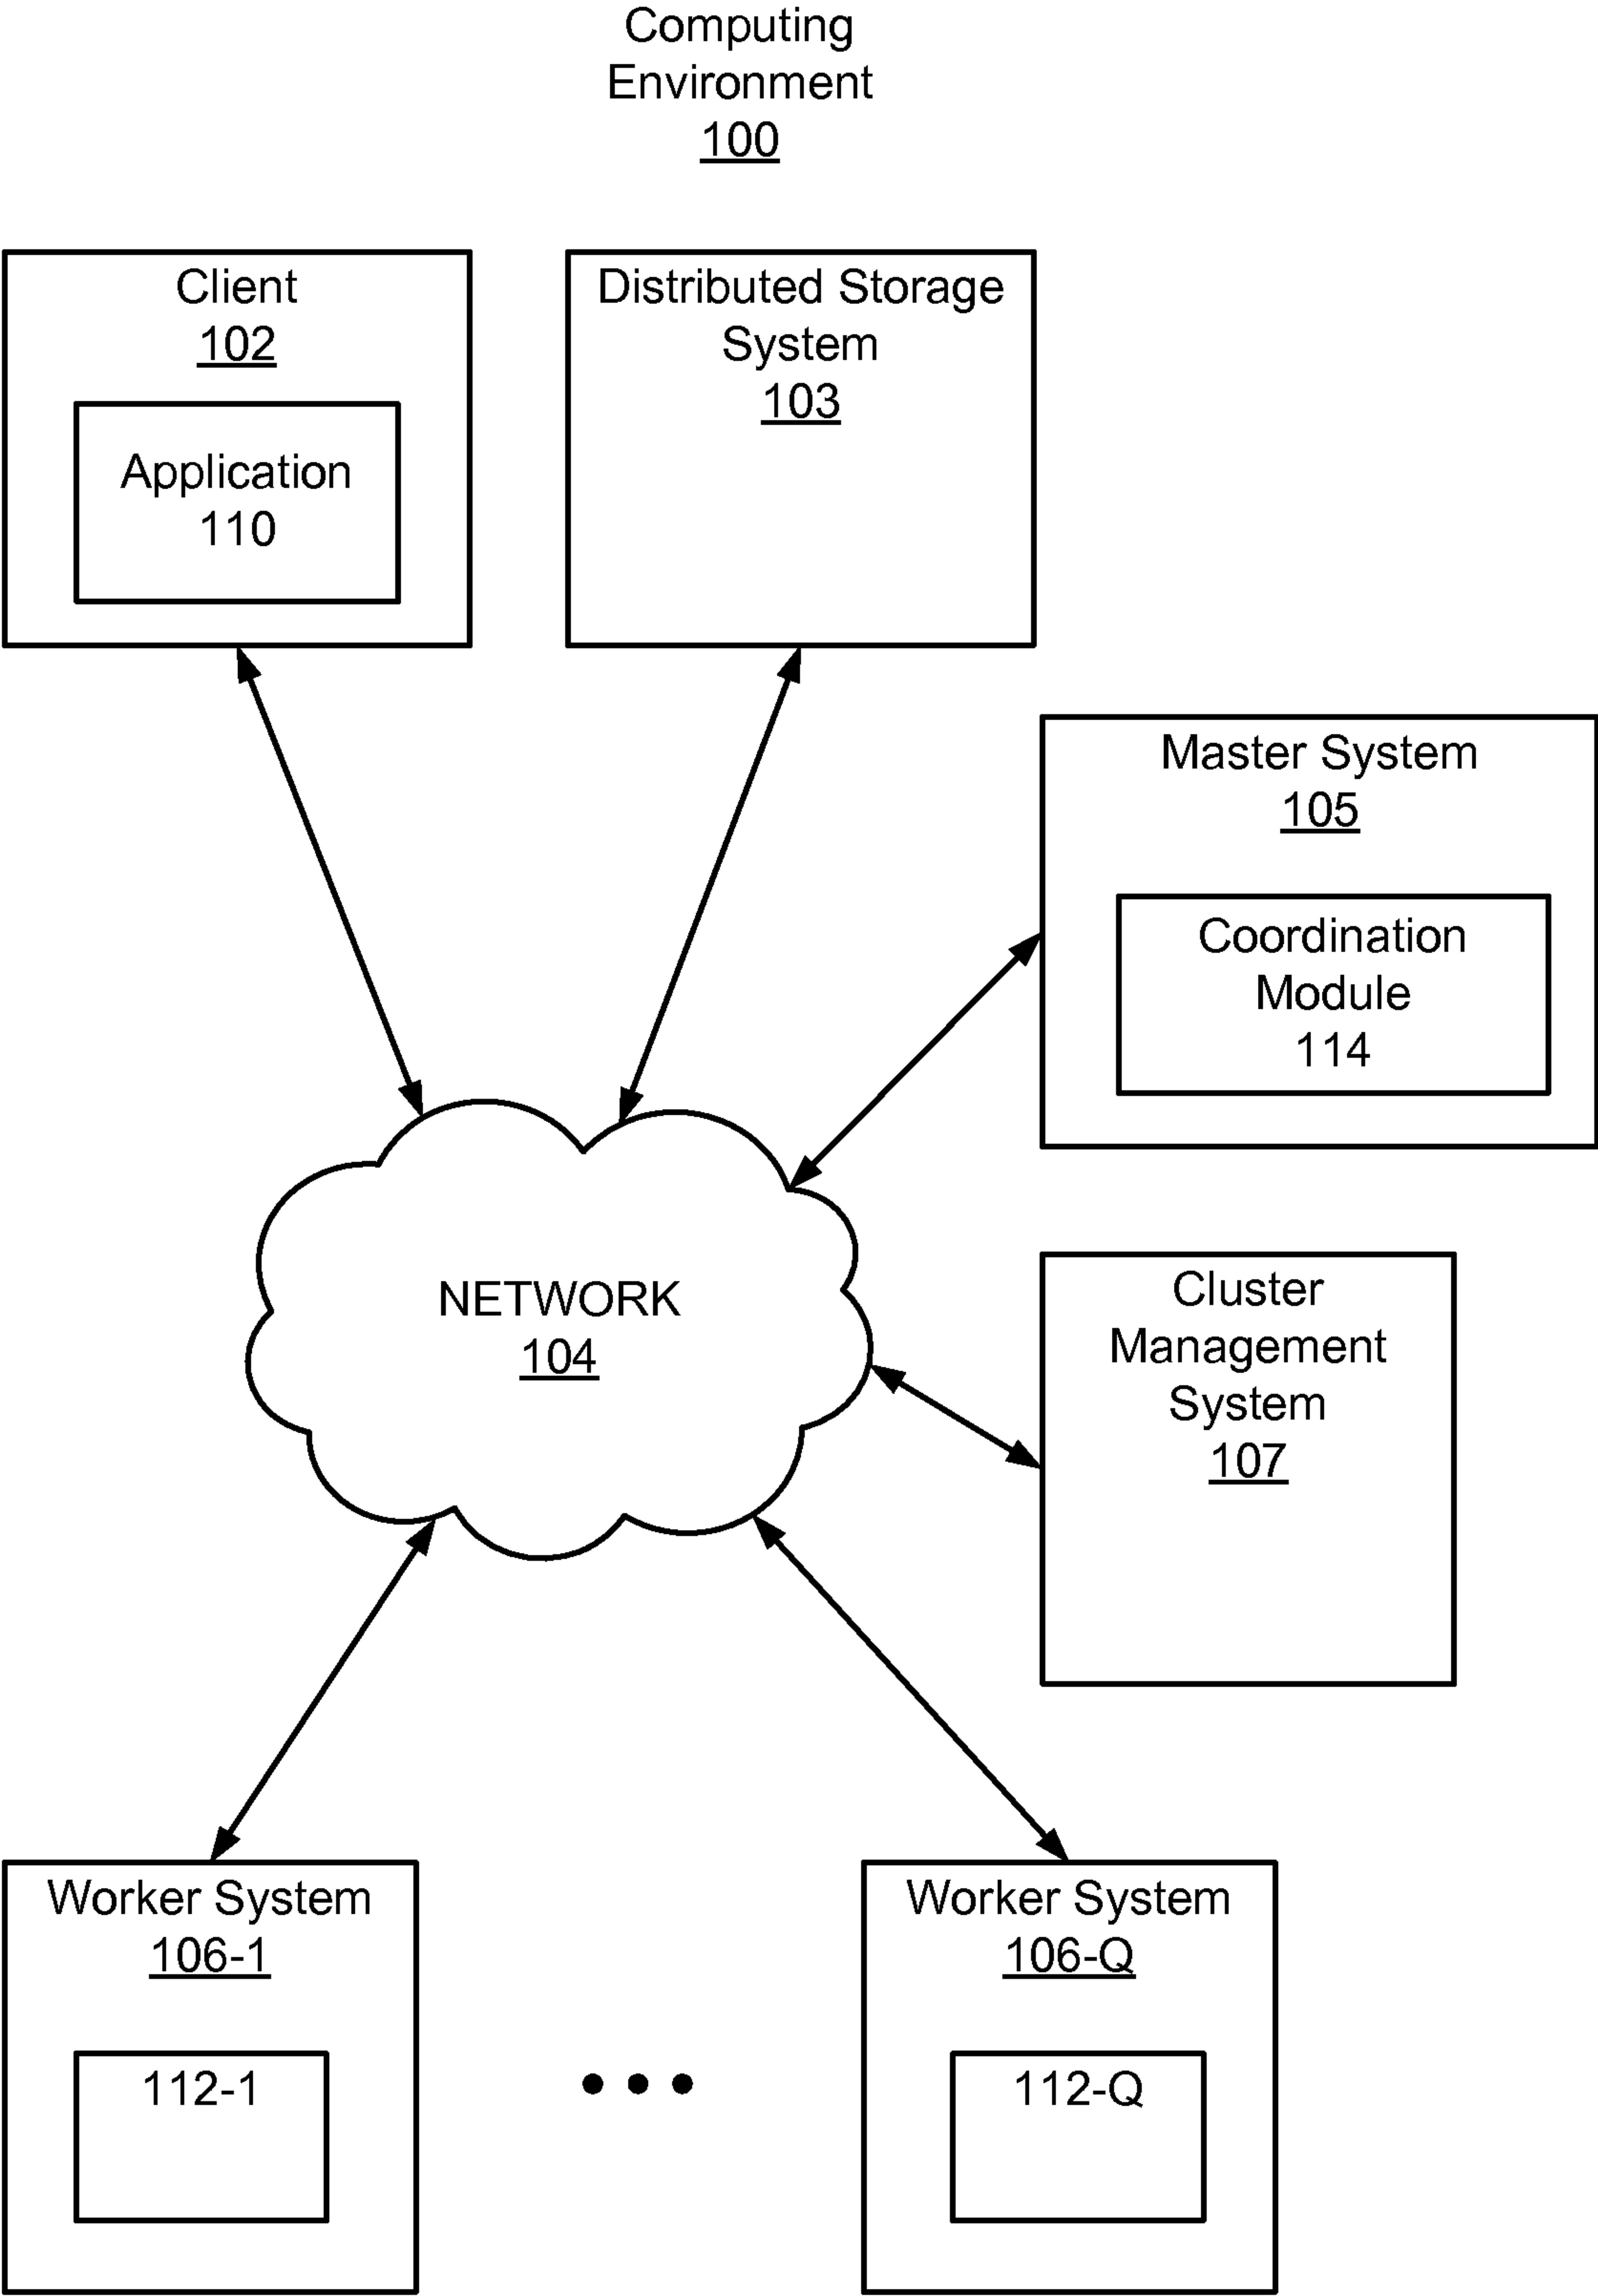 Computing
Environment
100
Client
102
Application
110
Distributed Storage
System
103
Master System
105
Coordination
Module
114
NETWORK
104
Cluster
Management
System
107
Worker System
106-1
112-1
Worker System
106-Q
112-Q